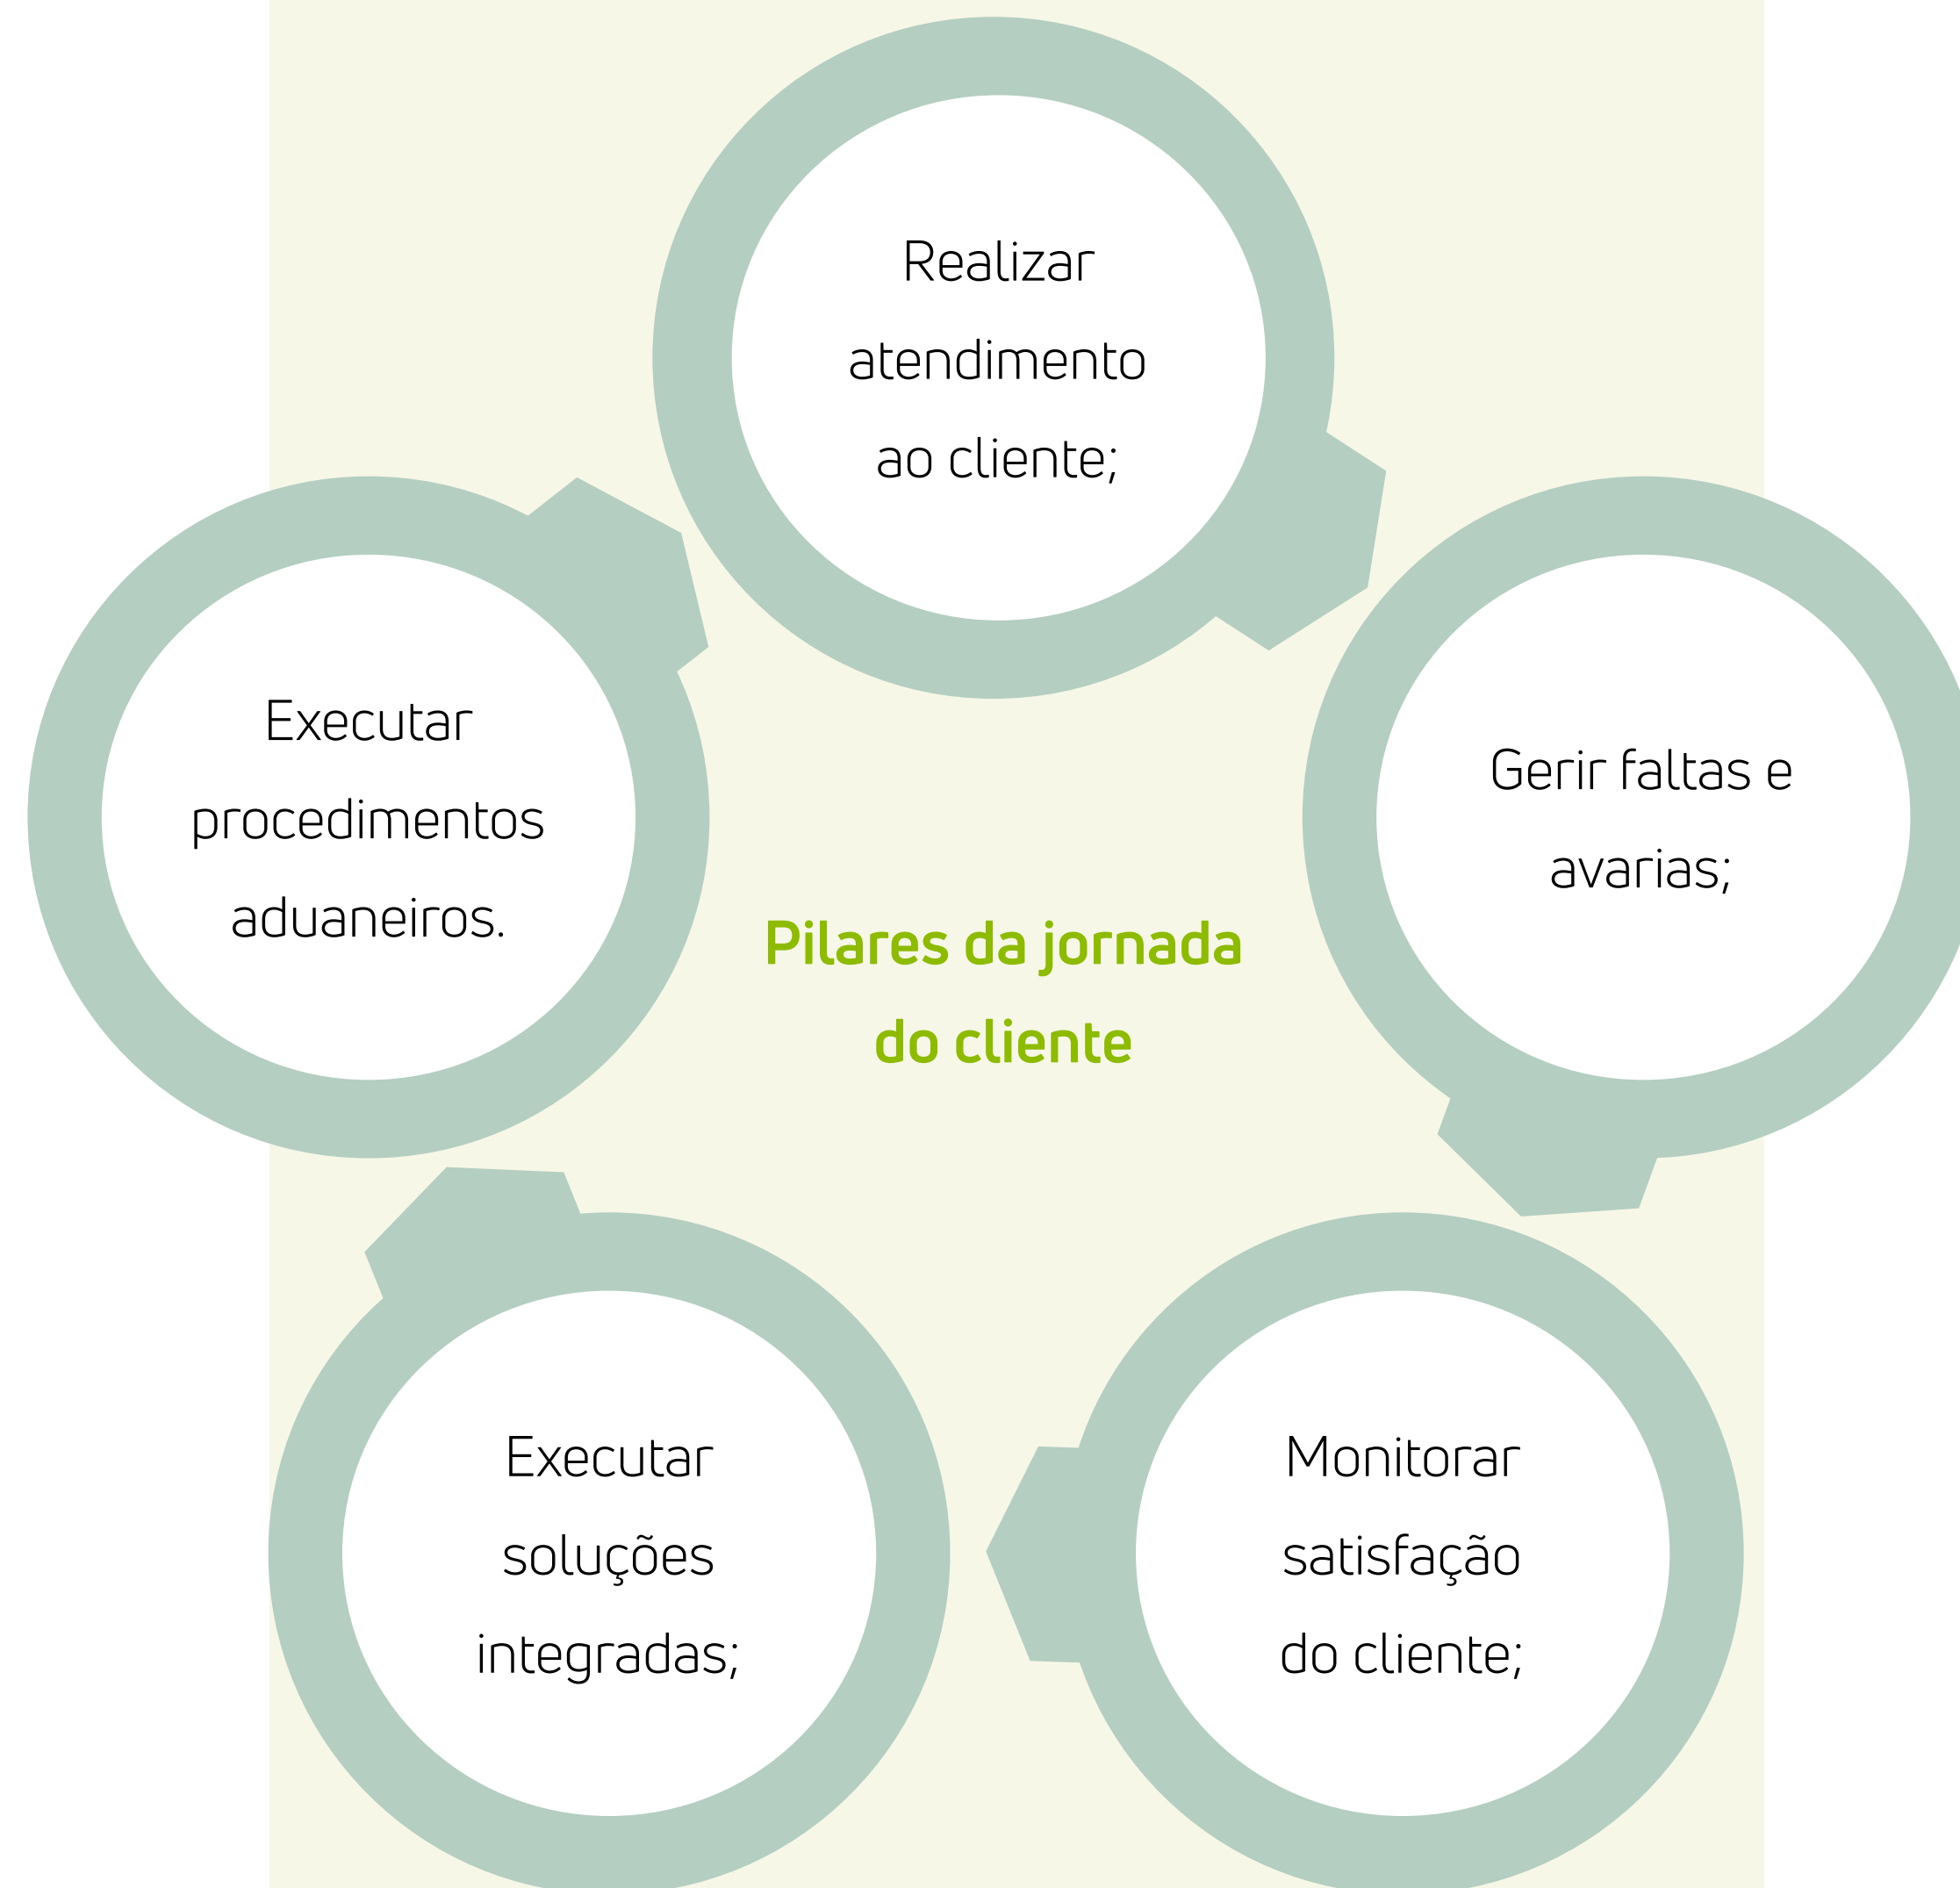 Realizar
atendimento
ao cliente;
Gerir faltas e
avarias;
Monitorar
satisfação
do cliente;
Executar
soluções
integradas;
Executar
procedimentos
aduaneiros.
Pilares da jornada
do cliente